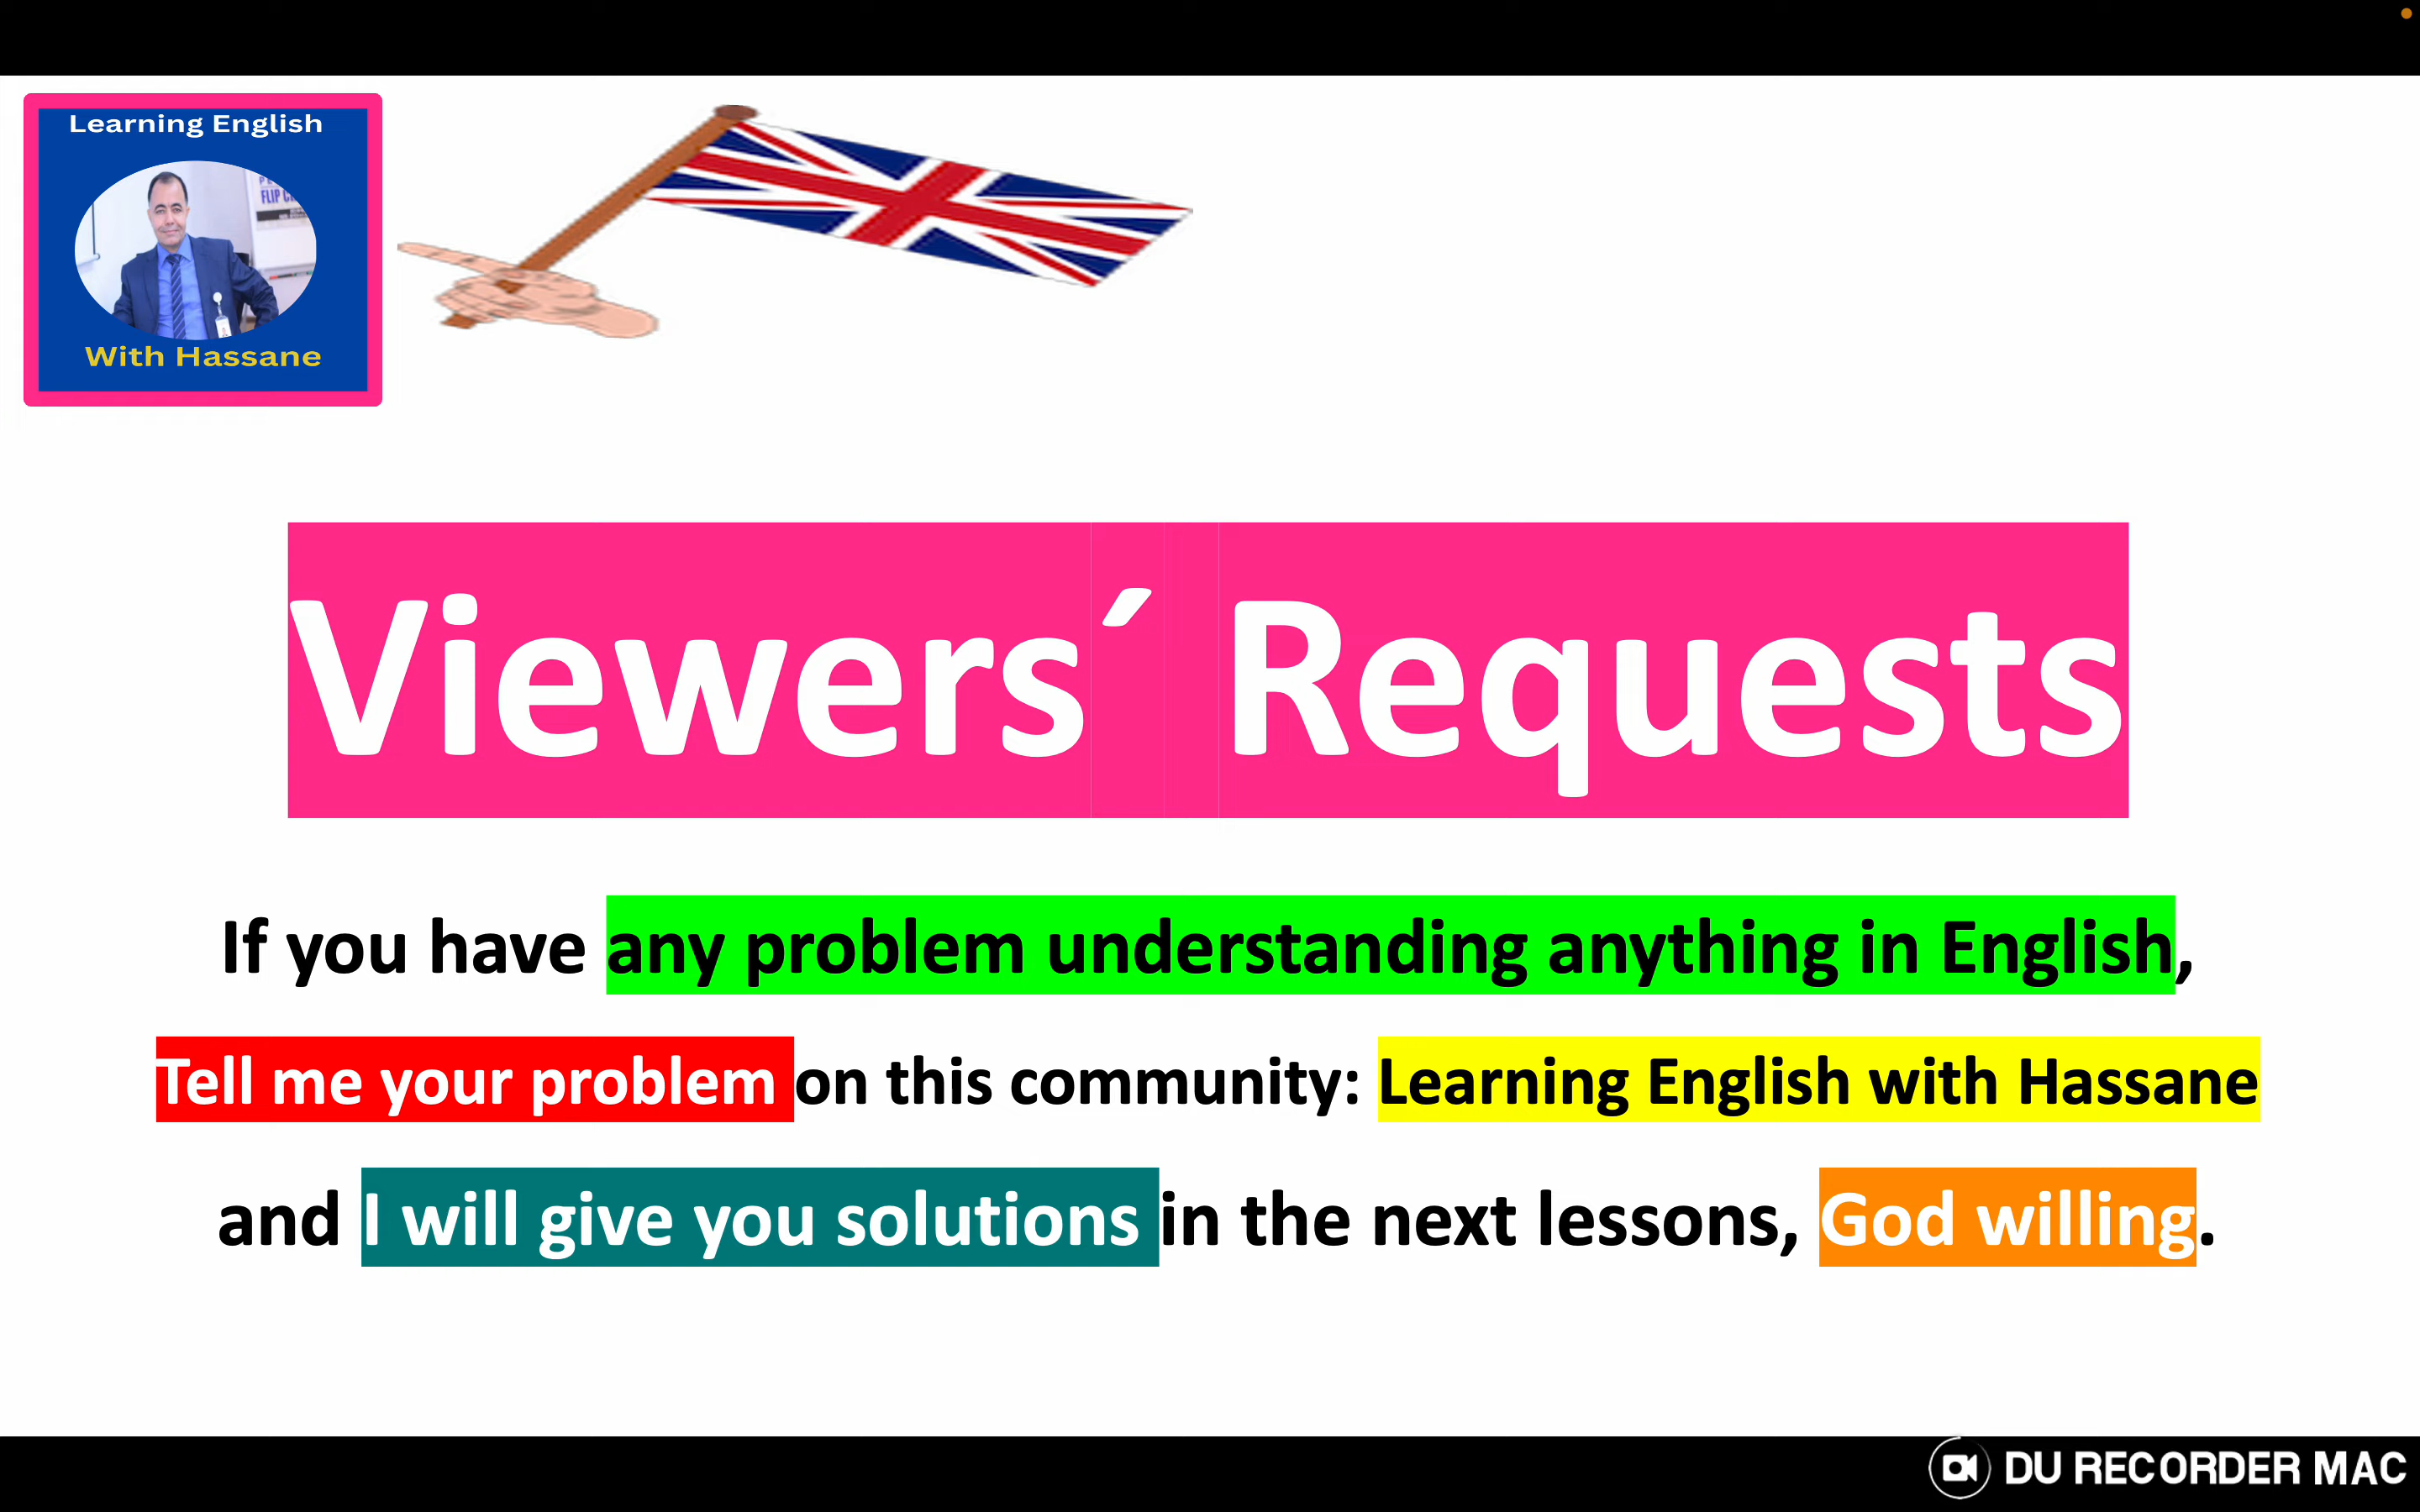 Learning English
FLIP
With Hassane
Viewers´ Requests
If you have any problem understanding anything in English,
Tell me your problem on this community: Learning English with Hassane
and I will give you solutions in the next lessons, God willing.
DU RECORDER MAC